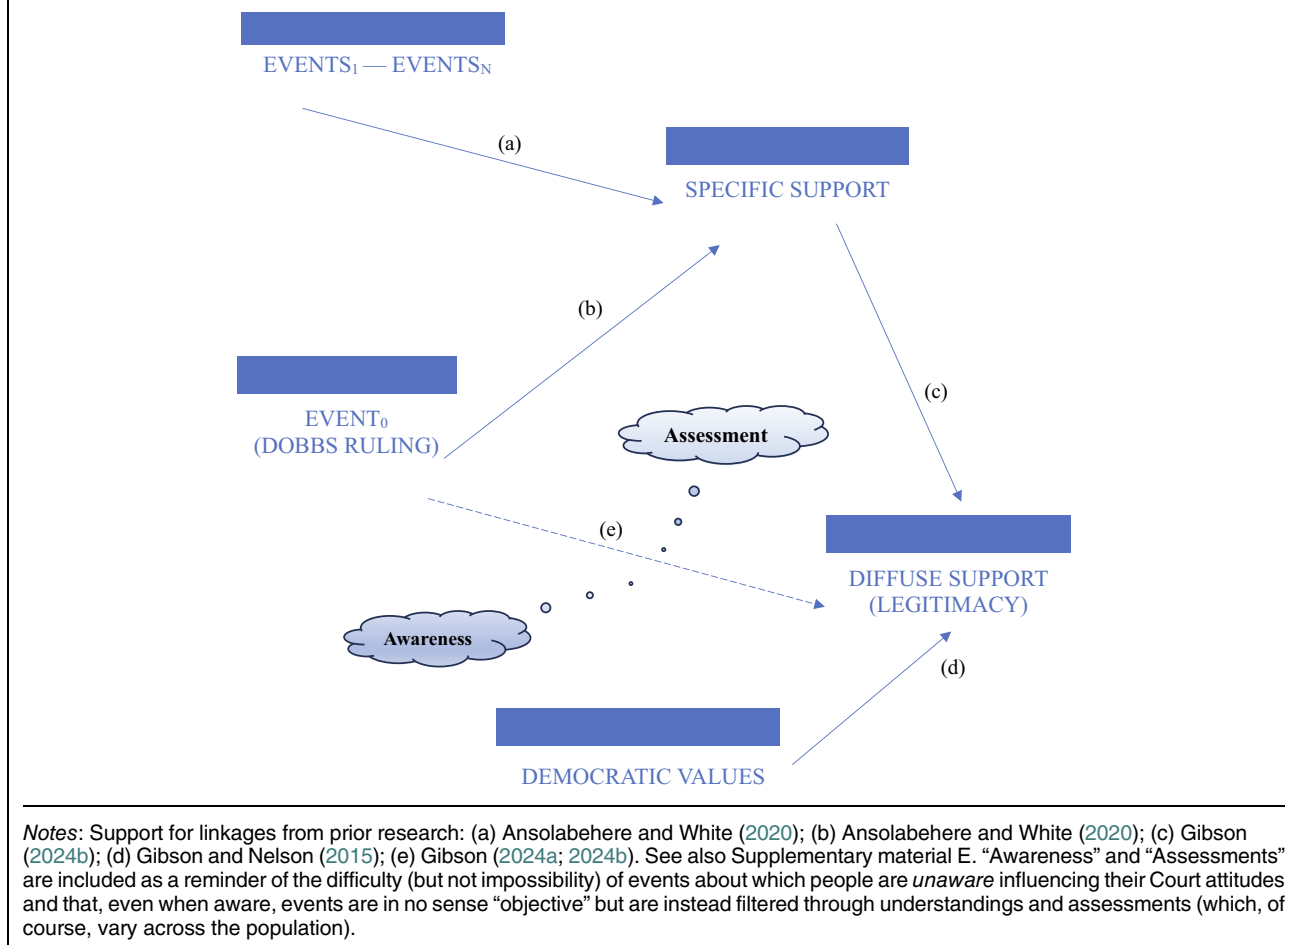 EVENTS₁ — EVENTSN
(a)
SPECIFIC SUPPORT
(b)
(c)
EVENT₀
(DOBBS RULING)
Assessment
(e)
DIFFUSE SUPPORT
(LEGITIMACY)
Awareness
(d)
DEMOCRATIC VALUES
Notes: Support for linkages from prior research: (a) Ansolabehere and White (2020); (b) Ansolabehere and White (2020); (c) Gibson
(2024b); (d) Gibson and Nelson (2015); (e) Gibson (2024a; 2024b). See also Supplementary material E. “Awareness” and “Assessments”
are included as a reminder of the difficulty (but not impossibility) of events about which people are unaware influencing their Court attitudes
and that, even when aware, events are in no sense “objective” but are instead filtered through understandings and assessments (which, of
course, vary across the population).